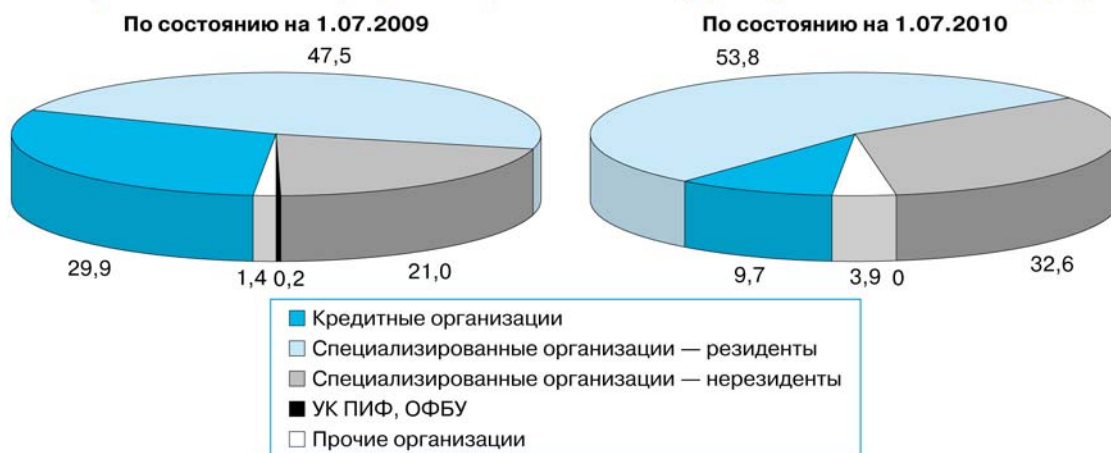 По состоянию на 1.07.2009
47,5
29,9
1,4
0,2
21,0
По состоянию на 1.07.2010
53,8
9,7
3,9
0
32,6
Кредитные организации
Специализированные организации — резиденты
Специализированные организации — нерезиденты
УК ПИФ, ОФБУ
Прочие организации